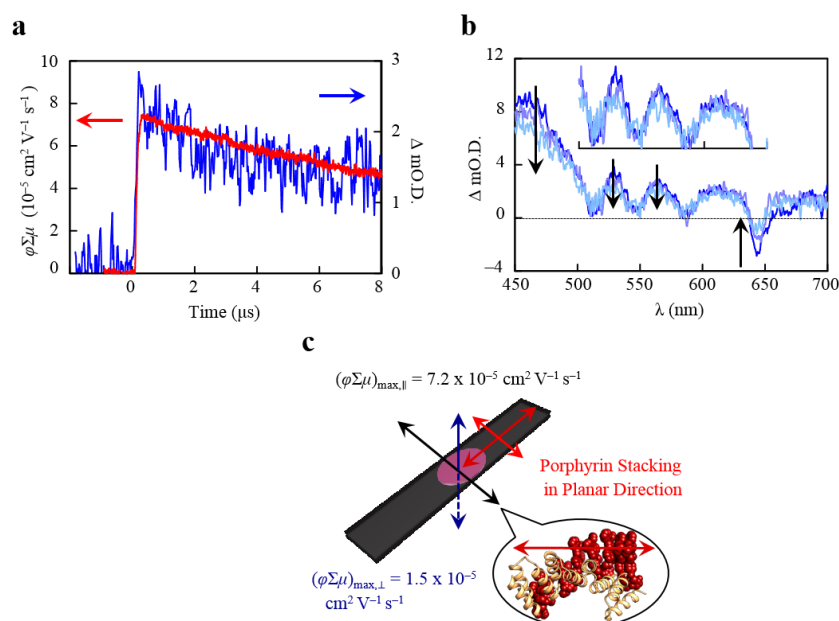 a
φΣμ (10⁻⁵ cm² V⁻¹ s⁻¹)
10
8
6
4
2
0
0
2
4
6
8
Time (μs)
3
2
1
0
Δ mO.D.
b
Δ mO.D.
12
8
4
0
–4
450
500
550
600
650
700
λ (nm)
c
(φΣμ)max,∥ = 7.2 x 10⁻⁵ cm² V⁻¹ s⁻¹
Porphyrin Stacking
in Planar Direction
(φΣμ)max,⊥ = 1.5 x 10⁻⁵
cm² V⁻¹ s⁻¹